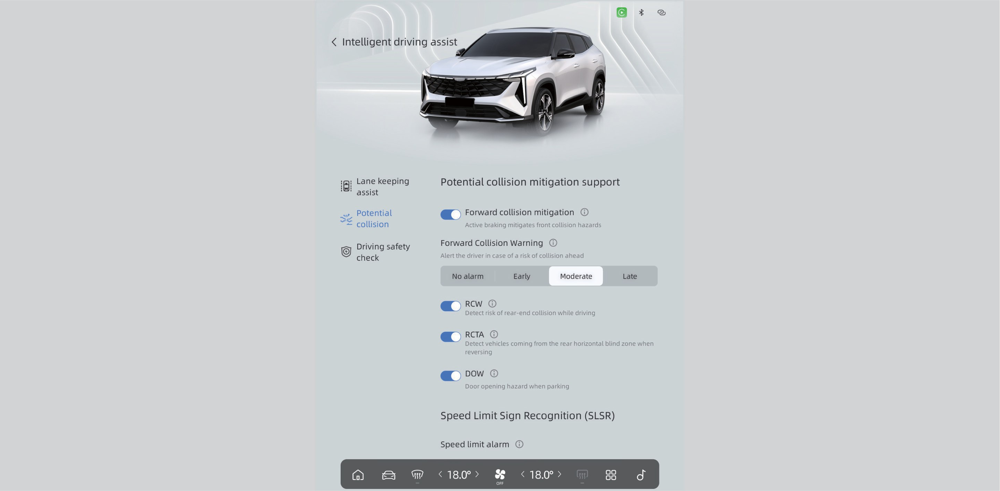 Intelligent driving assist
Lane keeping
assist
Potential
collision
Driving safety
check
Potential collision mitigation support
Forward collision mitigation
Active braking mitigates front collision hazards
Forward Collision Warning
Alert the driver in case of a risk of collision ahead
No alarm Early Moderate Late
RCW
Detect risk of rear-end collision while driving
RCTA
Detect vehicles coming from the rear horizontal blind zone when
reversing
DOW
Door opening hazard when parking
Speed Limit Sign Recognition (SLSR)
Speed limit alarm
18.0° OFF 18.0°